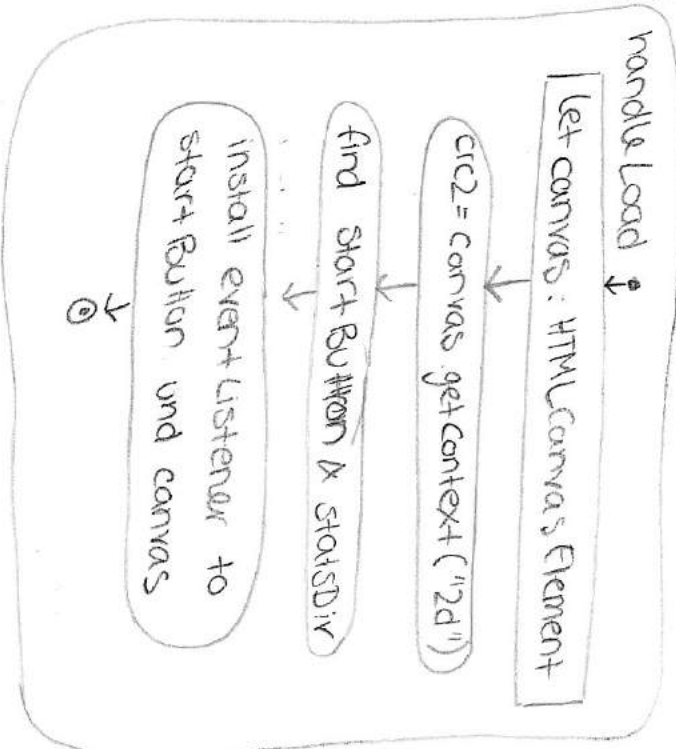 handleLoad
let canvas: HTMLCanvasElement
crc2 = canvas.getContext("2d")
find startButton & statsDiv
install eventListener to
startButton und canvas